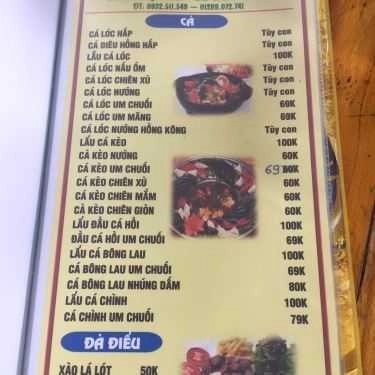 ĐT: 0932.511.549 - 01299.072.741
CÁ
CÁ LÓC HẤP Tùy con
CÁ DIÊU HỒNG HẤP Tùy con
LẨU CÁ LÓC 100K
CÁ LÓC NẤU ÔM Tùy con
CÁ LÓC CHIÊN XÙ Tùy con
CÁ LÓC NƯỚNG Tùy con
CÁ LÓC UM CHUỐI 69K
CÁ LÓC UM MĂNG 69K
CÁ LÓC NƯỚNG HỒNG KÔNG Tùy con
LẨU CÁ KÈO 100K
CÁ KÈO NƯỚNG 60K
CÁ KÈO UM CHUỐI 69 60K
CÁ KÈO CHIÊN XÙ 60K
CÁ KÈO CHIÊN MẮM 60K
CÁ KÈO CHIÊN GIÒN 60K
LẨU ĐẦU CÁ HỒI 100K
ĐẦU CÁ HỒI UM CHUỐI 69K
LẨU CÁ BÔNG LAU 100K
CÁ BÔNG LAU UM CHUỐI 69K
CÁ BÔNG LAU NHÚNG DẤM 80K
LẨU CÁ CHÌNH 100K
CÁ CHÌNH UM CHUỐI 79K
ĐÀ ĐIỂU
XÀO LÁ LỐT 50K